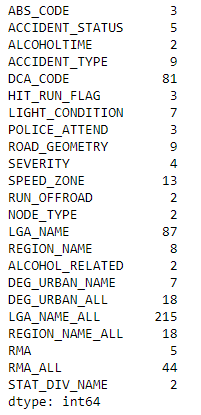 ABS_CODE 3
ACCIDENT_STATUS 5
ALCOHOLTIME 2
ACCIDENT_TYPE 9
DCA_CODE 81
HIT_RUN_FLAG 3
LIGHT_CONDITION 7
POLICE_ATTEND 3
ROAD_GEOMETRY 9
SEVERITY 4
SPEED_ZONE 13
RUN_OFFROAD 2
NODE_TYPE 2
LGA_NAME 87
REGION_NAME 8
ALCOHOL_RELATED 2
DEG_URBAN_NAME 7
DEG_URBAN_ALL 18
LGA_NAME_ALL 215
REGION_NAME_ALL 18
RMA 5
RMA_ALL 44
STAT_DIV_NAME 2
dtype: int64